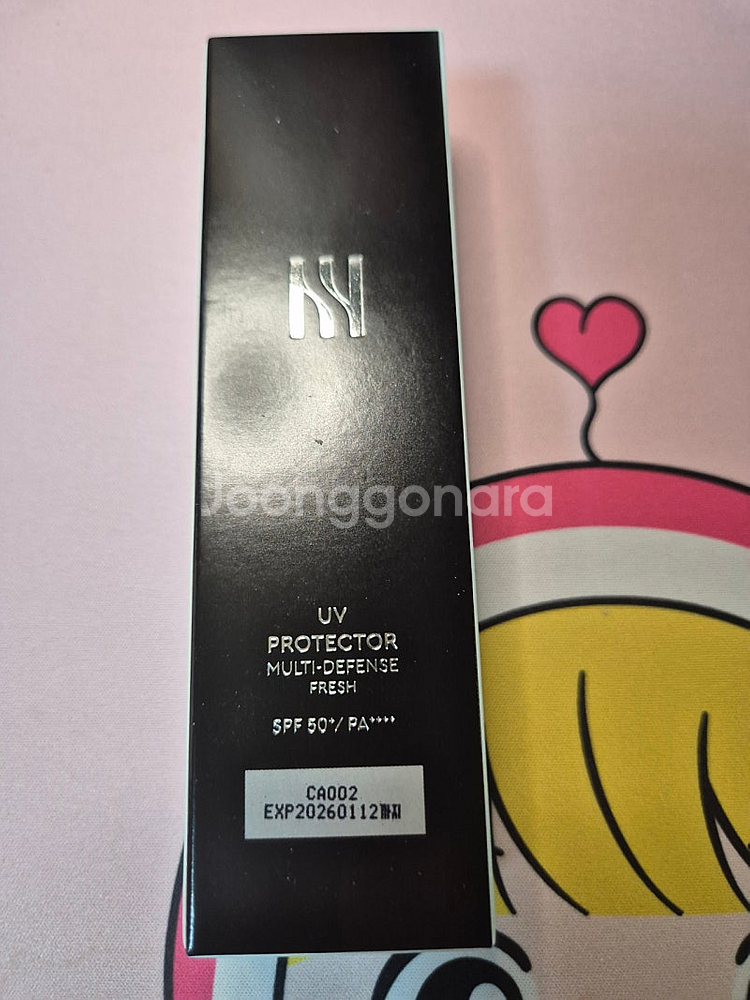 Joonggonara
UV
PROTECTOR
MULTI-DEFENSE
FRESH
SPF 50+/ PA++++
CA002
EXP20260112까지